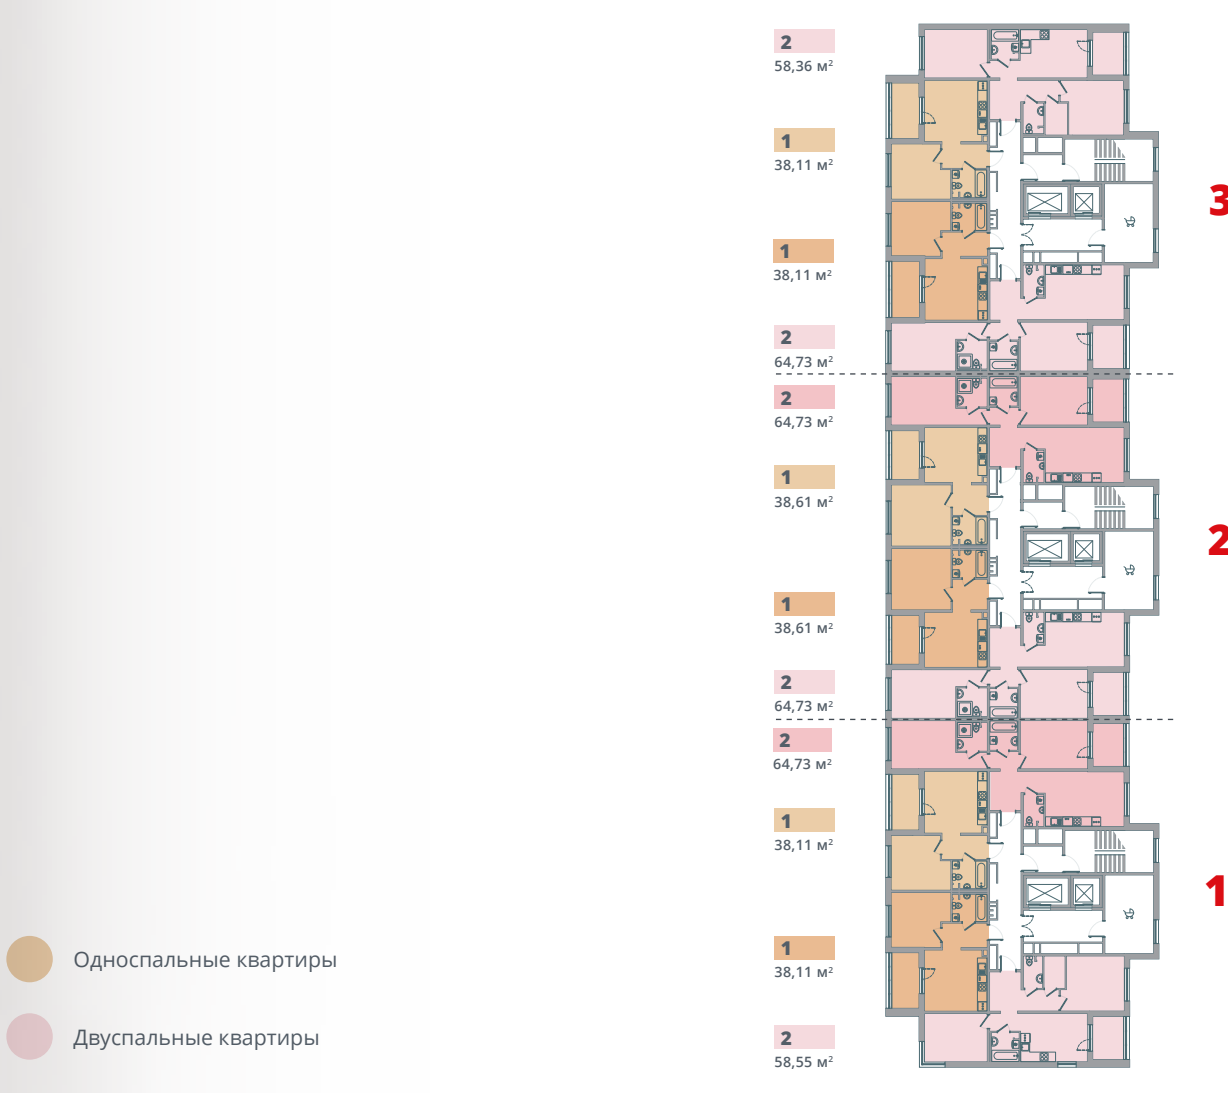 2
58,36 м²
1
38,11 м²
3
1
38,11 м²
2
64,73 м²
2
64,73 м²
1
38,61 м²
2
1
38,61 м²
2
64,73 м²
2
64,73 м²
1
38,11 м²
1
1
38,11 м²
Односпальные квартиры
Двуспальные квартиры
2
58,55 м²